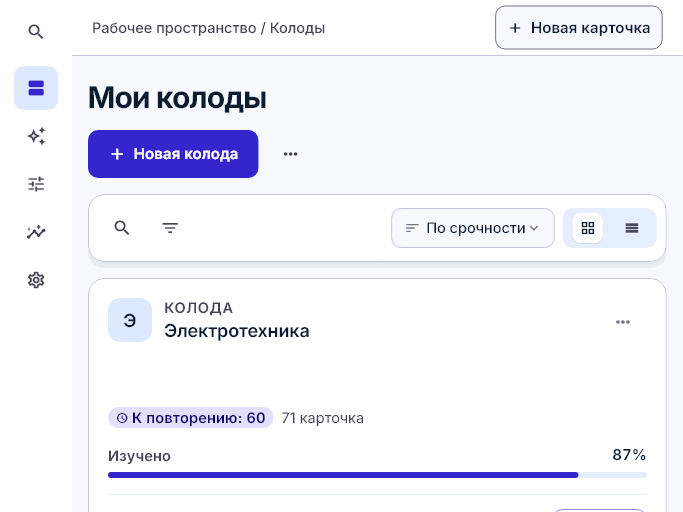 Рабочее пространство / Колоды
+ Новая карточка
Мои колоды
+ Новая колода
По срочности
Э
КОЛОДА
Электротехника
К повторению: 60
71 карточка
Изучено
87%